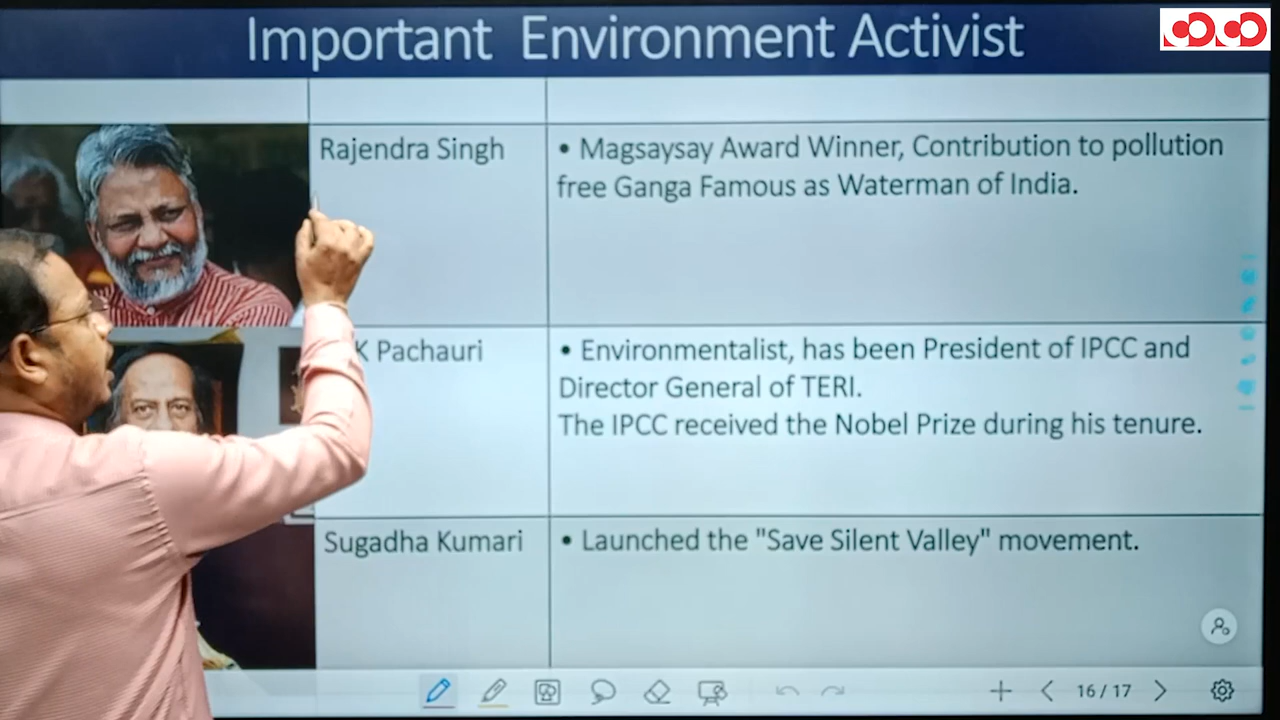 Important Environment Activist
Rajendra Singh
• Magsaysay Award Winner, Contribution to pollution
free Ganga Famous as Waterman of India.
K Pachauri
• Environmentalist, has been President of IPCC and
Director General of TERI.
The IPCC received the Nobel Prize during his tenure.
Sugadha Kumari
• Launched the "Save Silent Valley" movement.
16 / 17